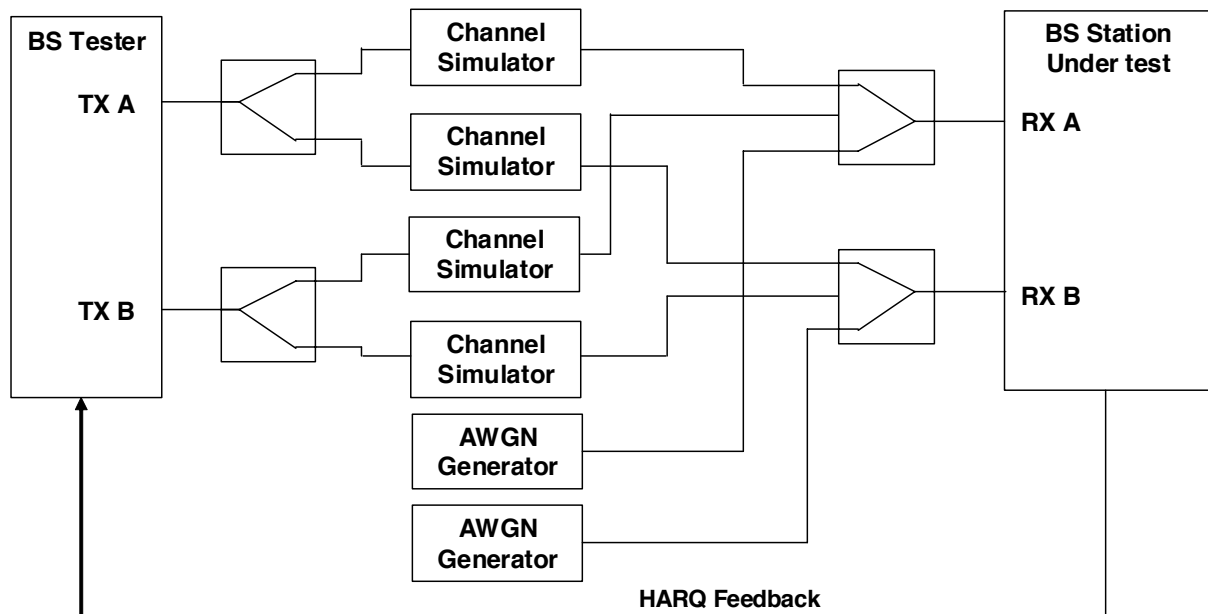 BS Tester
TX A
TX B
Channel
Simulator
Channel
Simulator
Channel
Simulator
Channel
Simulator
AWGN
Generator
AWGN
Generator
BS Station
Under test
RX A
RX B
HARQ Feedback